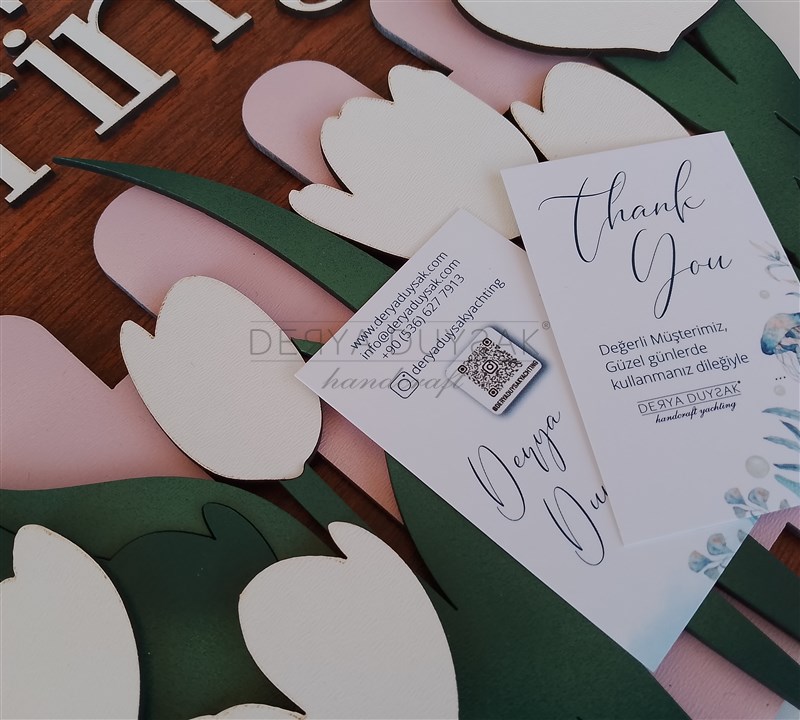 www.deryaduysak.com
info@deryaduysak.com
+90 (536) 627 7913
deryaduysakyachting
@DERYADUYSAKYACHTING
Derya
Thank
You
Değerli Müşterimiz,
Güzel günlerde
kullanmanız dileğiyle
...
DERYA DUYSAK
handcraft yachting
DERYA DUYSAK®
handcraft